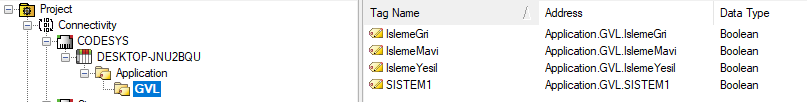 Project
Connectivity
CODESYS
DESKTOP-JNU2BQU
Application
GVL
Tag Name Address Data Type
IslemeGri Application.GVL.IslemeGri Boolean
IslemeMavi Application.GVL.IslemeMavi Boolean
IslemeYesil Application.GVL.IslemeYesil Boolean
SISTEM1 Application.GVL.SISTEM1 Boolean